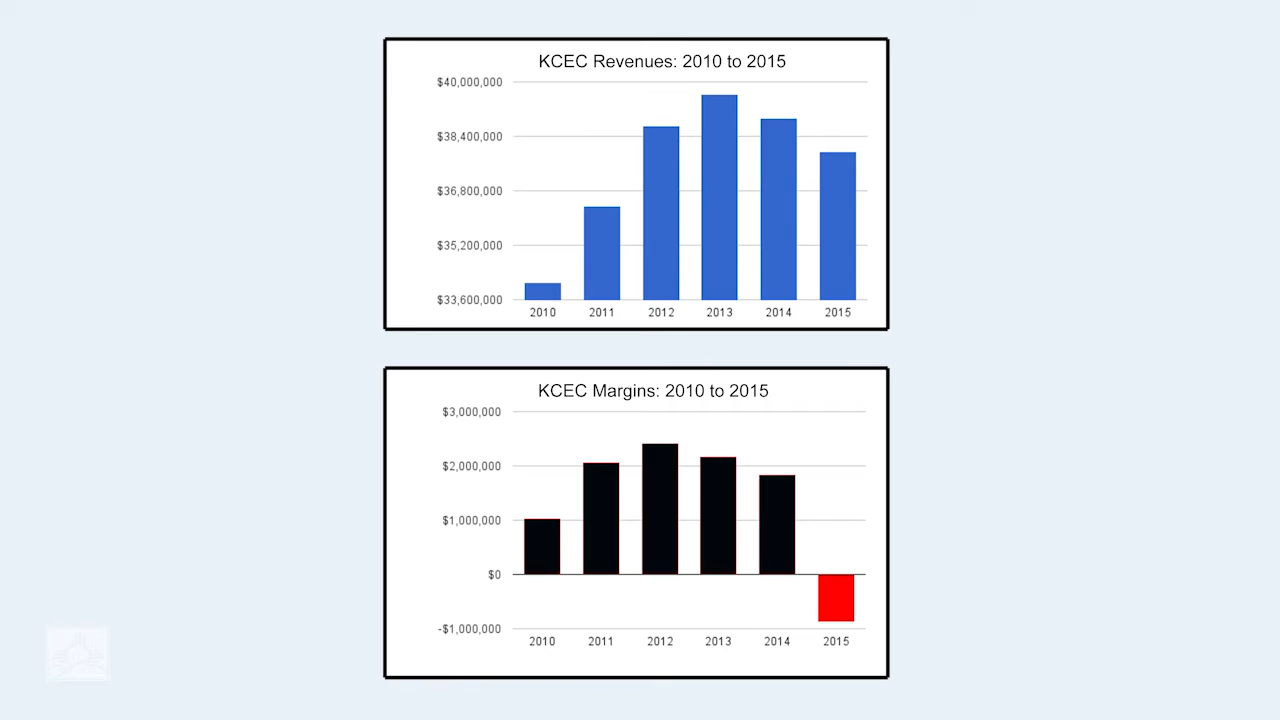 KCEC Revenues: 2010 to 2015
$40,000,000
$38,400,000
$36,800,000
$35,200,000
$33,600,000
2010 2011 2012 2013 2014 2015
KCEC Margins: 2010 to 2015
$3,000,000
$2,000,000
$1,000,000
$0
-$1,000,000
2010 2011 2012 2013 2014 2015